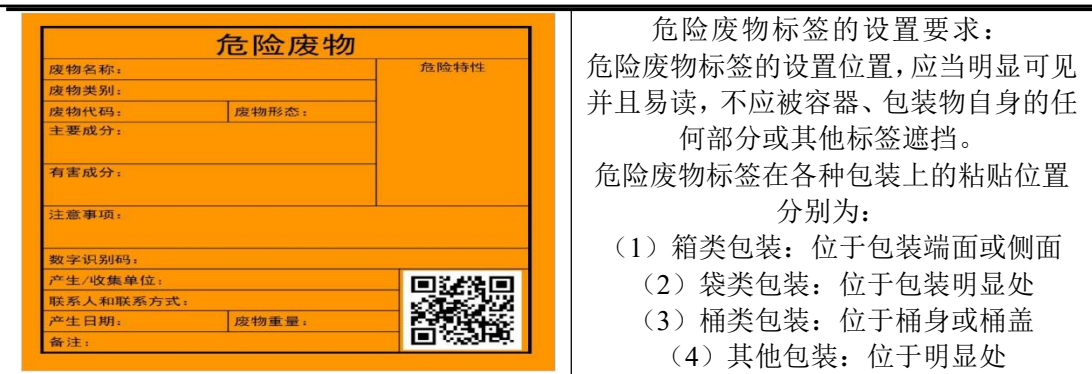 危险废物
废物名称：
危险特性
废物类别：
废物代码：
废物形态：
主要成分：
有害成分：
注意事项：
数字识别码：
产生/收集单位：
联系人和联系方式：
产生日期：
废物重量：
备注：
危险废物标签的设置要求：
危险废物标签的设置位置，应当明显可见
并且易读，不应被容器、包装物自身的任
何部分或其他标签遮挡。
危险废物标签在各种包装上的粘贴位置
分别为：
（1）箱类包装：位于包装端面或侧面
（2）袋类包装：位于包装明显处
（3）桶类包装：位于桶身或桶盖
（4）其他包装：位于明显处